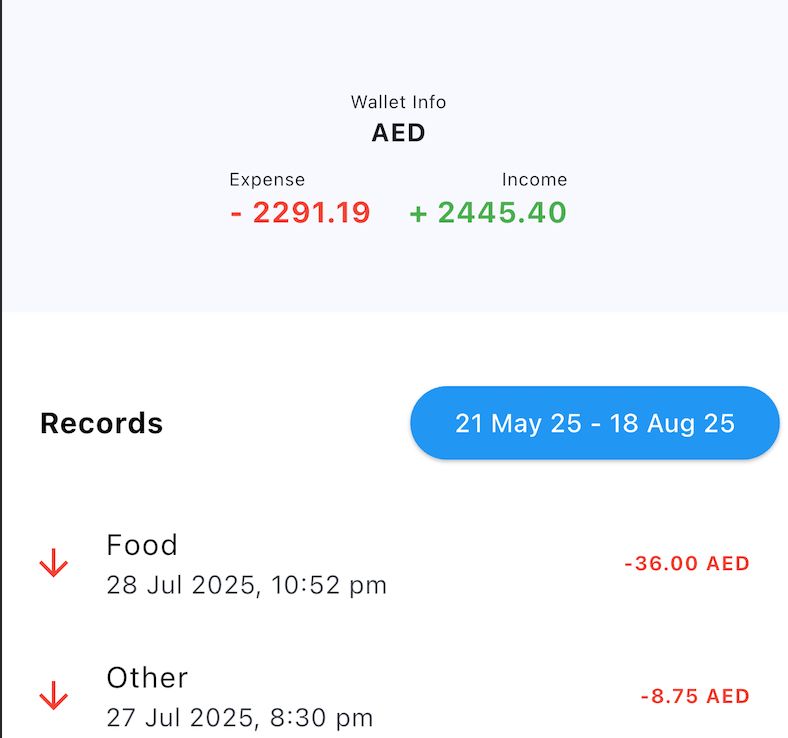 Wallet Info
AED
Expense Income
- 2291.19 + 2445.40
Records 21 May 25 - 18 Aug 25
Food
28 Jul 2025, 10:52 pm
-36.00 AED
Other
27 Jul 2025, 8:30 pm
-8.75 AED